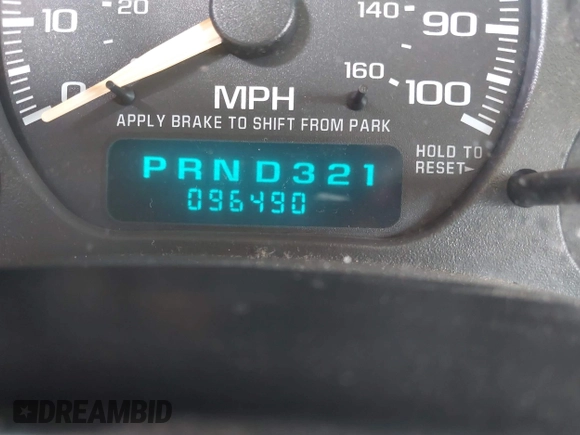 10 20 140 100
0 160
MPH
APPLY BRAKE TO SHIFT FROM PARK
HOLD TO
RESET
PRND321
096490
DREAMBID